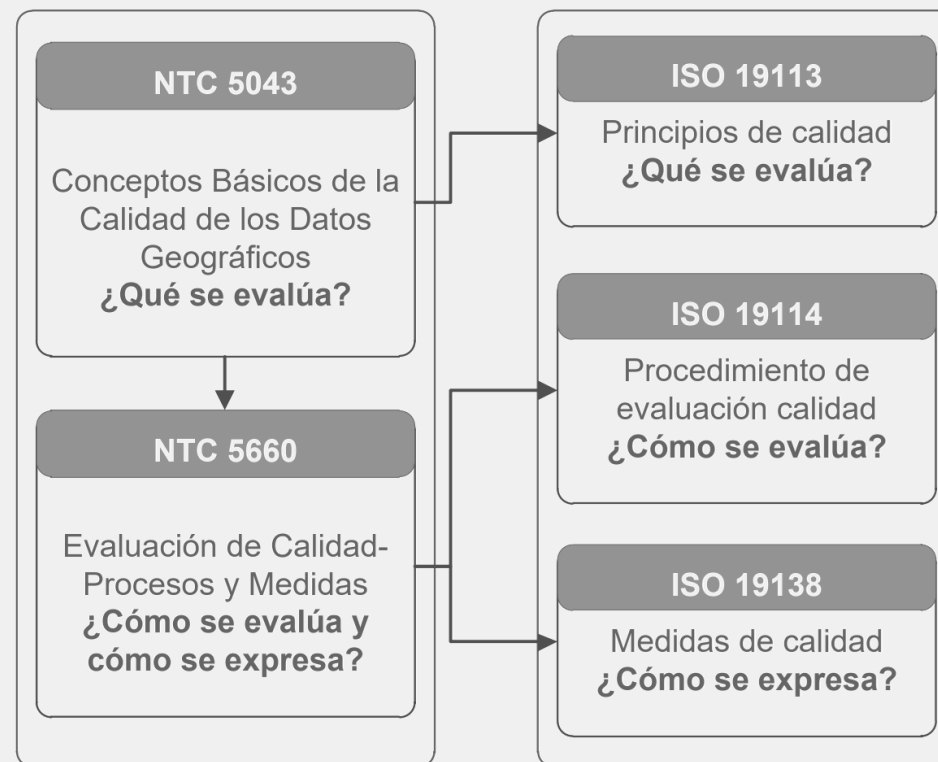 NTC 5043
Conceptos Básicos de la
Calidad de los Datos
Geográficos
¿Qué se evalúa?
NTC 5660
Evaluación de Calidad-
Procesos y Medidas
¿Cómo se evalúa y
cómo se expresa?
ISO 19113
Principios de calidad
¿Qué se evalúa?
ISO 19114
Procedimiento de
evaluación calidad
¿Cómo se evalúa?
ISO 19138
Medidas de calidad
¿Cómo se expresa?